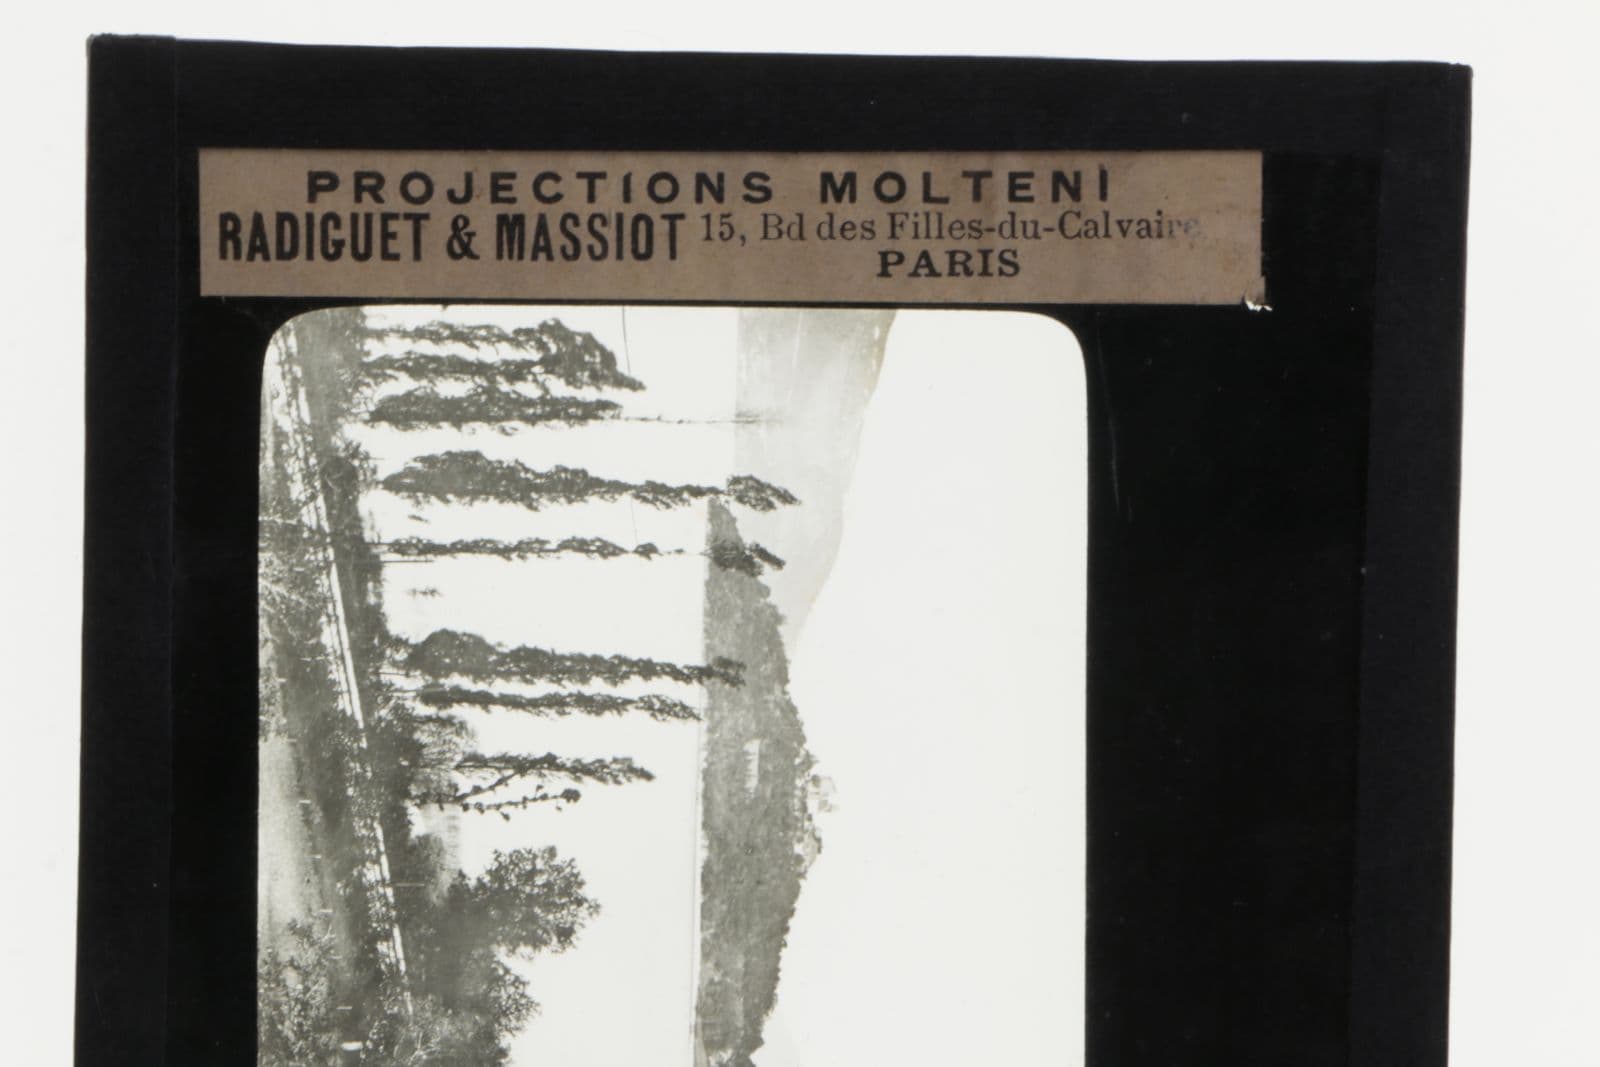 PROJECTIONS MOLTENI
RADIGUET & MASSIOT 15, Bd des Filles-du-Calvaire
PARIS